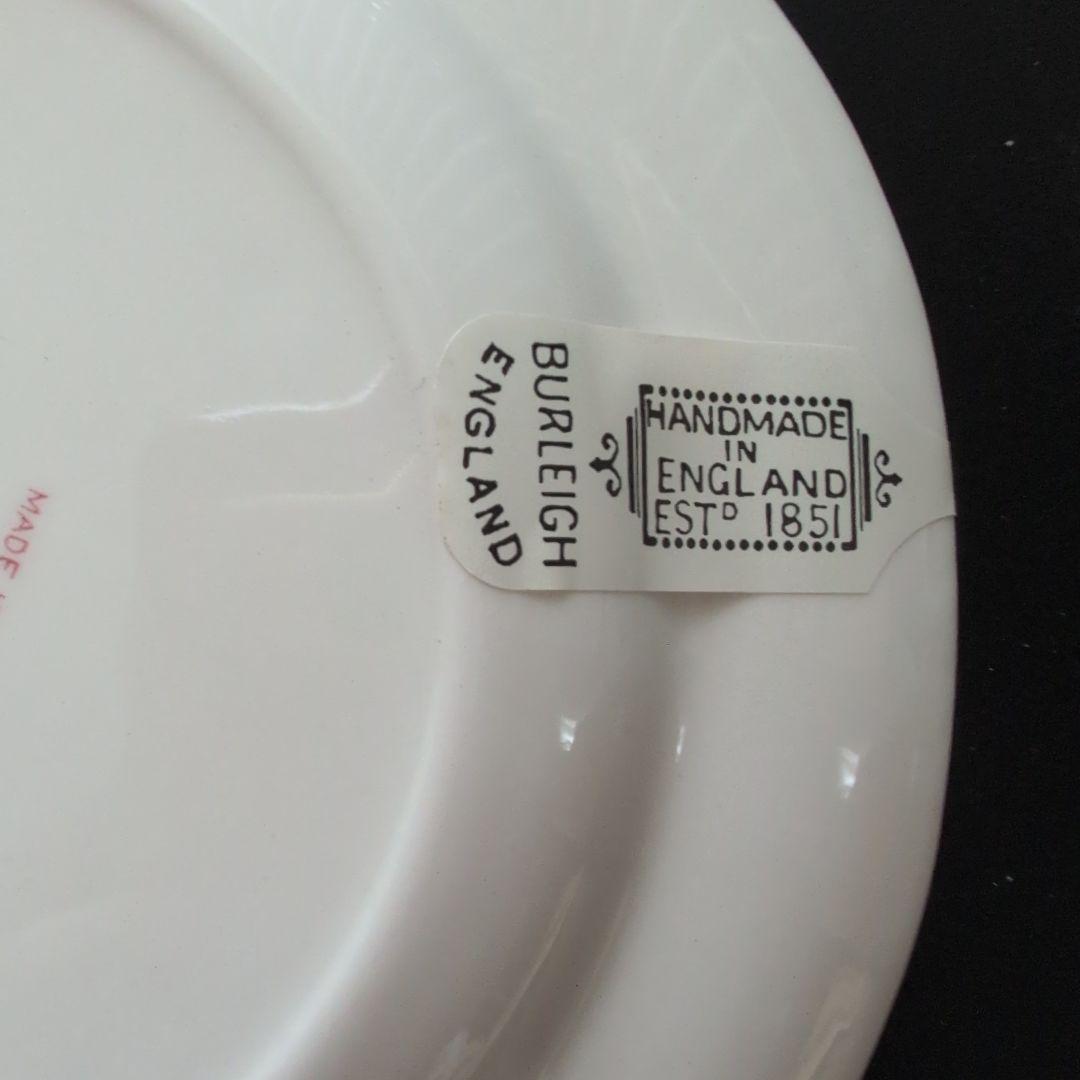 BURLEIGH
ENGLAND
HANDMADE
IN
ENGLAND
ESTD 1851
MADE